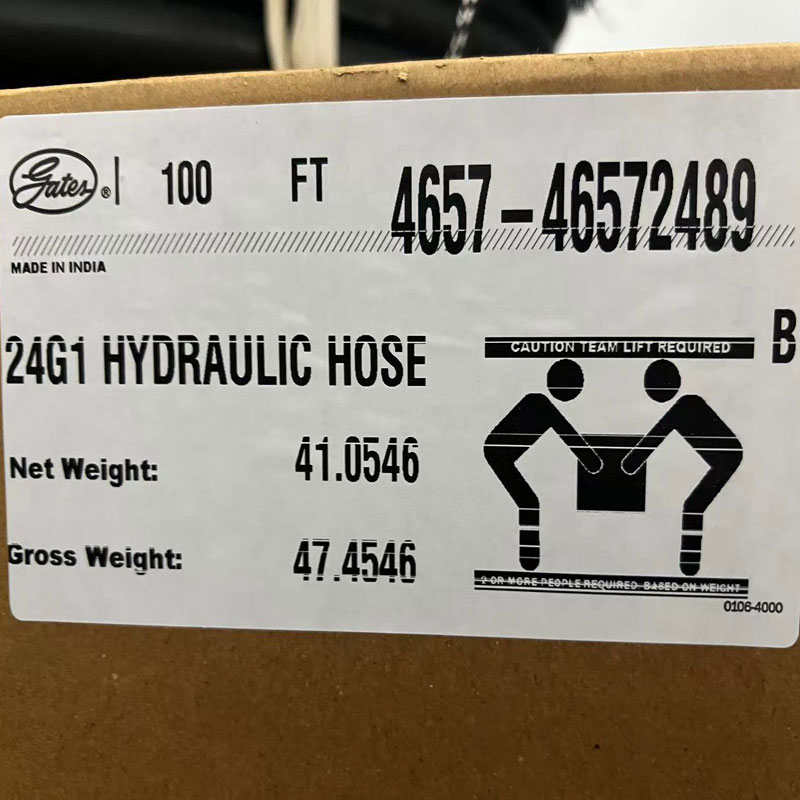 Gates® | 100 FT 4657-46572489
MADE IN INDIA
24G1 HYDRAULIC HOSE
B
CAUTION TEAM LIFT REQUIRED
Net Weight: 41.0546
Gross Weight: 47.4546
2 OR MORE PEOPLE REQUIRED BASED ON WEIGHT
0106-4000